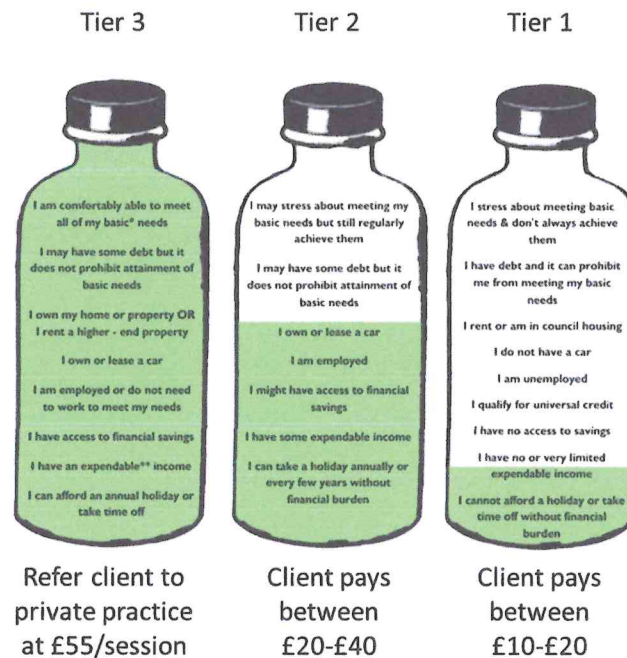 Tier 3
I am comfortably able to meet
all of my basic* needs
I may have some debt but it
does not prohibit attainment of
basic needs
I own my home or property OR
I rent a higher - end property
I own or lease a car
I am employed or do not need
to work to meet my needs
I have access to financial savings
I have an expendable** income
I can afford an annual holiday or
take time off
Refer client to
private practice
at £55/session
Tier 2
I may stress about meeting my
basic needs but still regularly
achieve them
I may have some debt but it
does not prohibit attainment of
basic needs
I own or lease a car
I am employed
I might have access to financial
savings
I have some expendable income
I can take a holiday annually or
every few years without
financial burden
Client pays
between
£20-£40
Tier 1
I stress about meeting basic
needs & don't always achieve
them
I have debt and it can prohibit
me from meeting my basic
needs
I rent or am in council housing
I do not have a car
I am unemployed
I qualify for universal credit
I have no access to savings
I have no or very limited
expendable income
I cannot afford a holiday or take
time off without financial
burden
Client pays
between
£10-£20